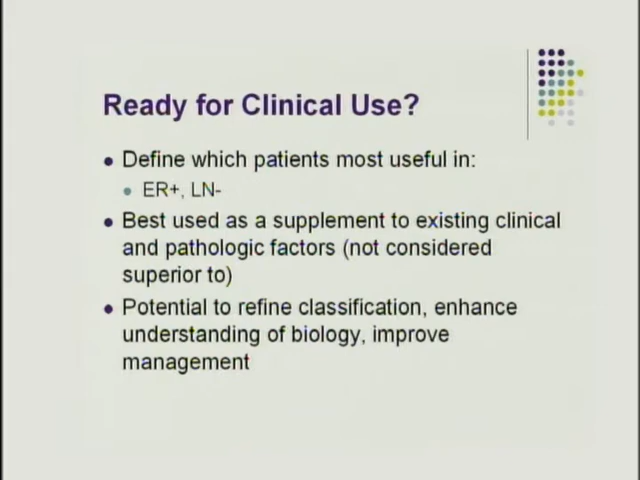 Ready for Clinical Use?
Define which patients most useful in:
ER+, LN-
Best used as a supplement to existing clinical
and pathologic factors (not considered
superior to)
Potential to refine classification, enhance
understanding of biology, improve
management